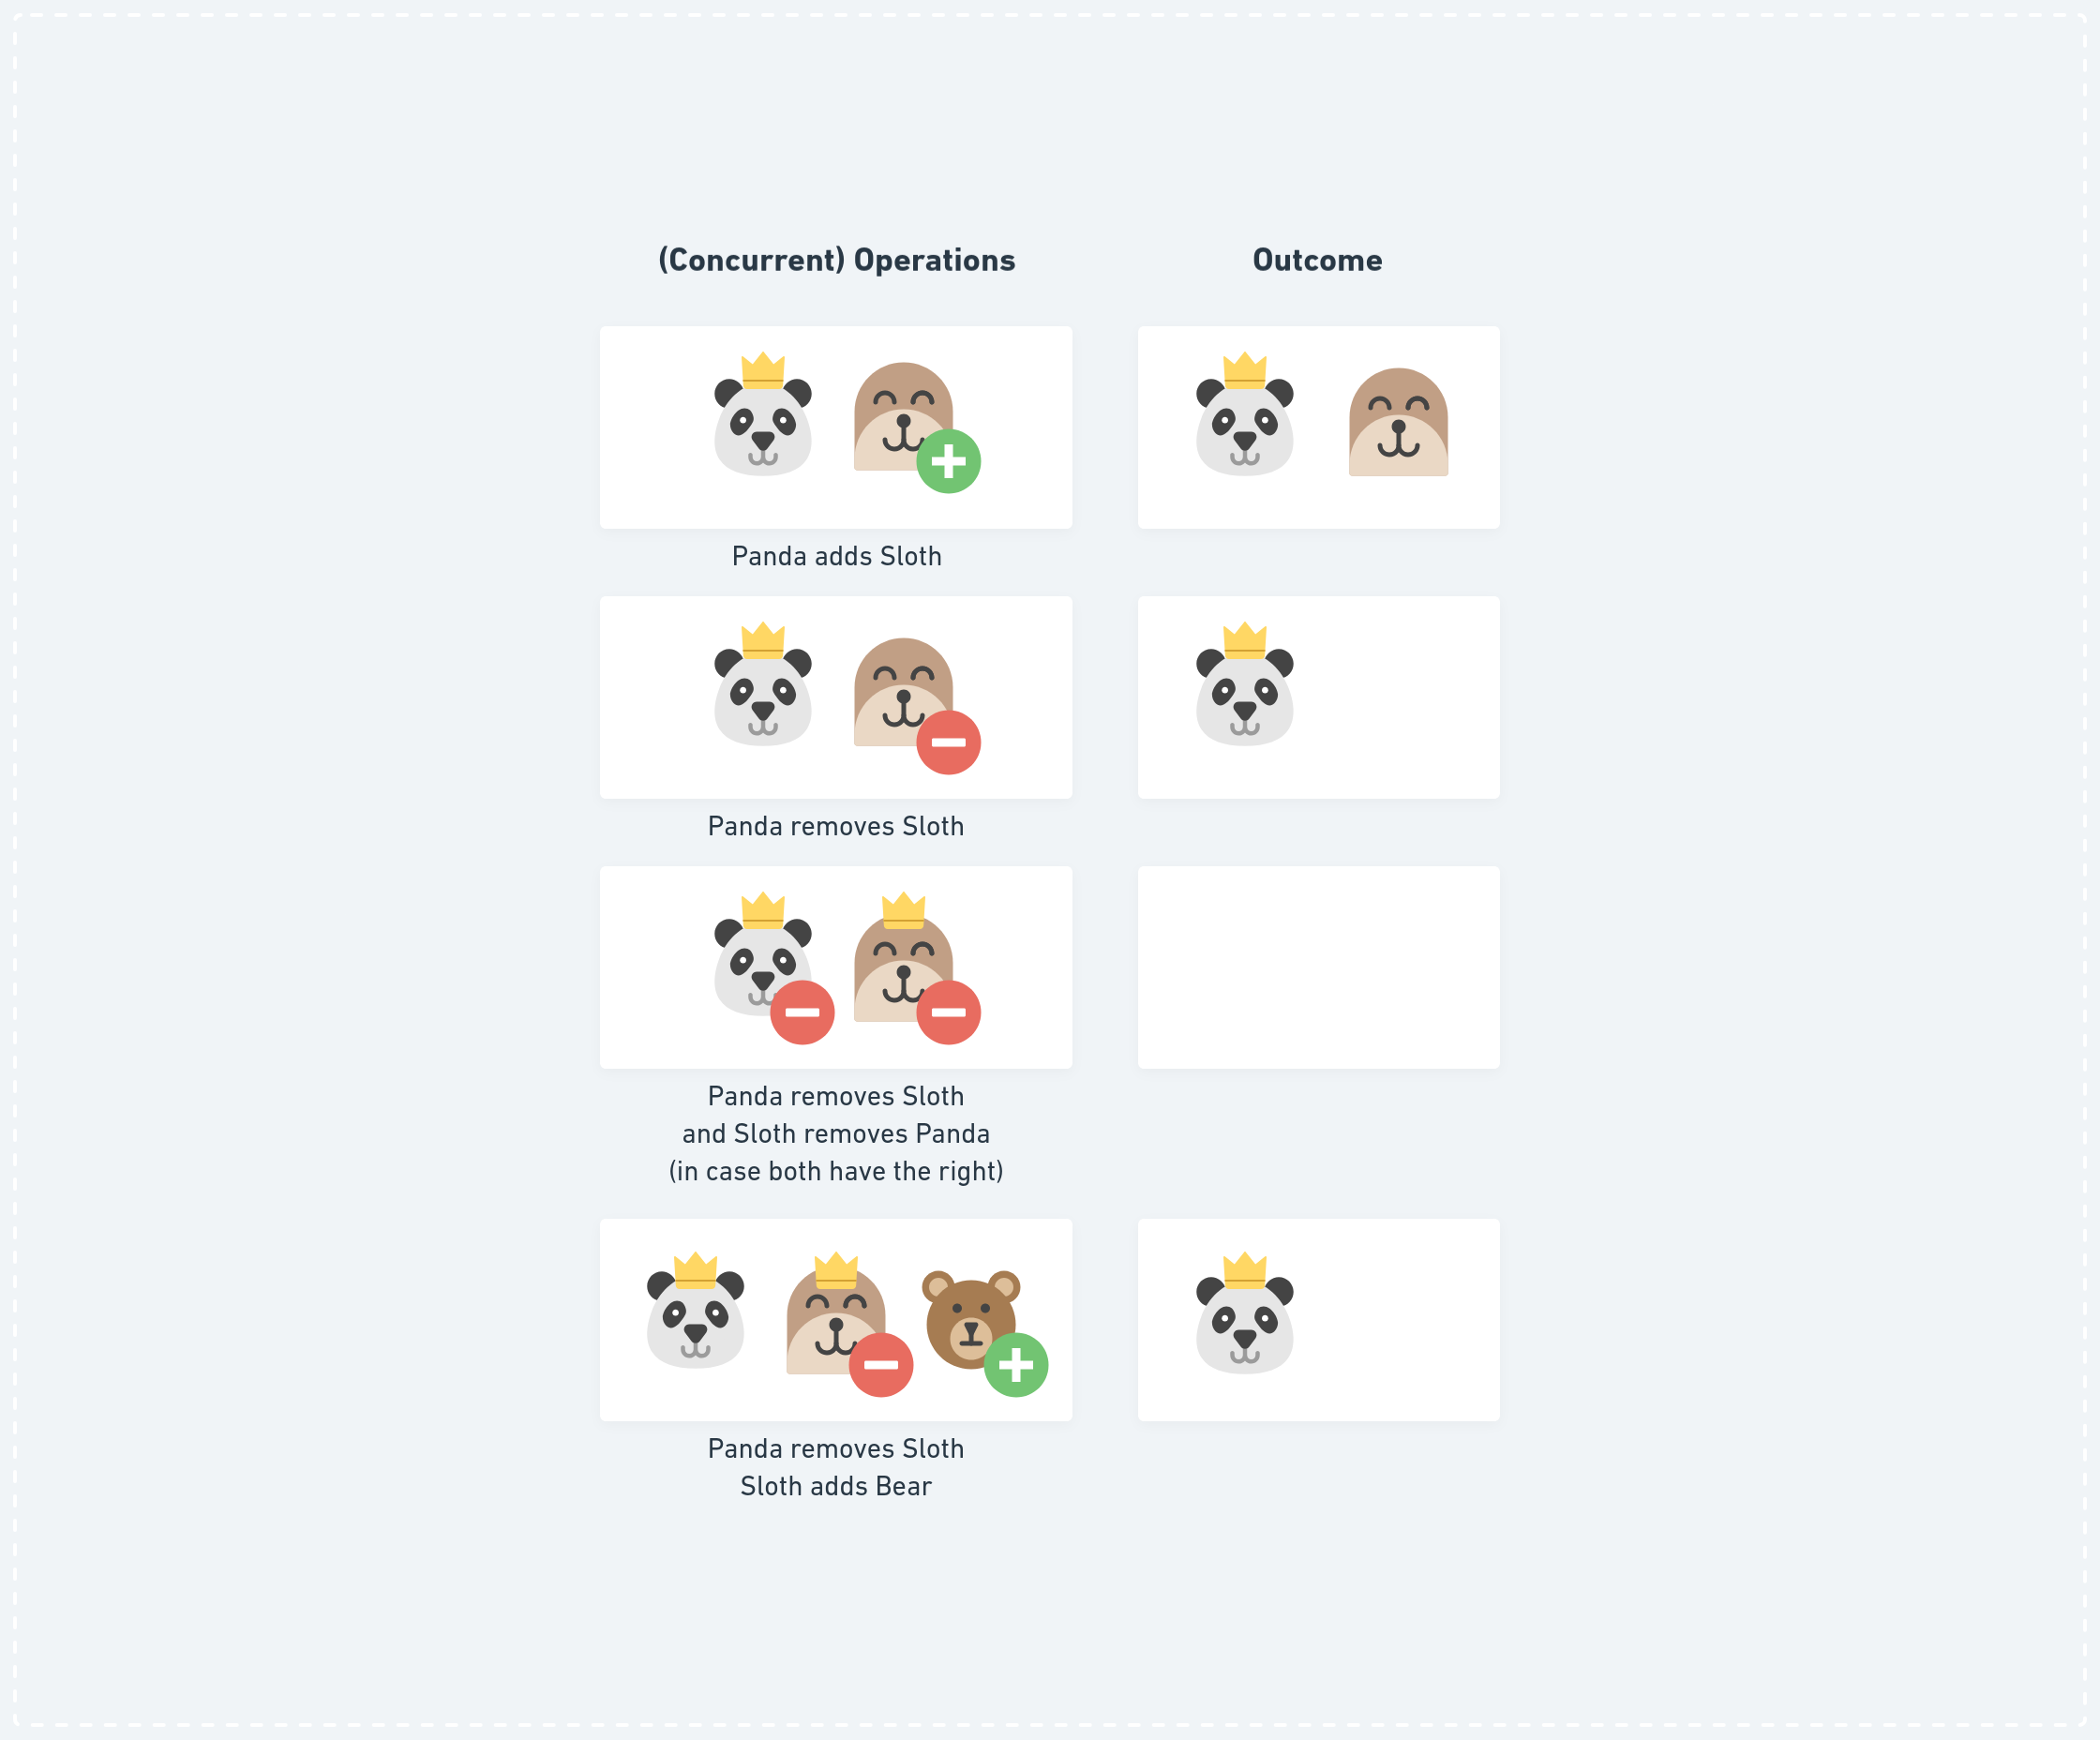 (Concurrent) Operations
Outcome
Panda adds Sloth
Panda removes Sloth
Panda removes Sloth
and Sloth removes Panda
(in case both have the right)
Panda removes Sloth
Sloth adds Bear